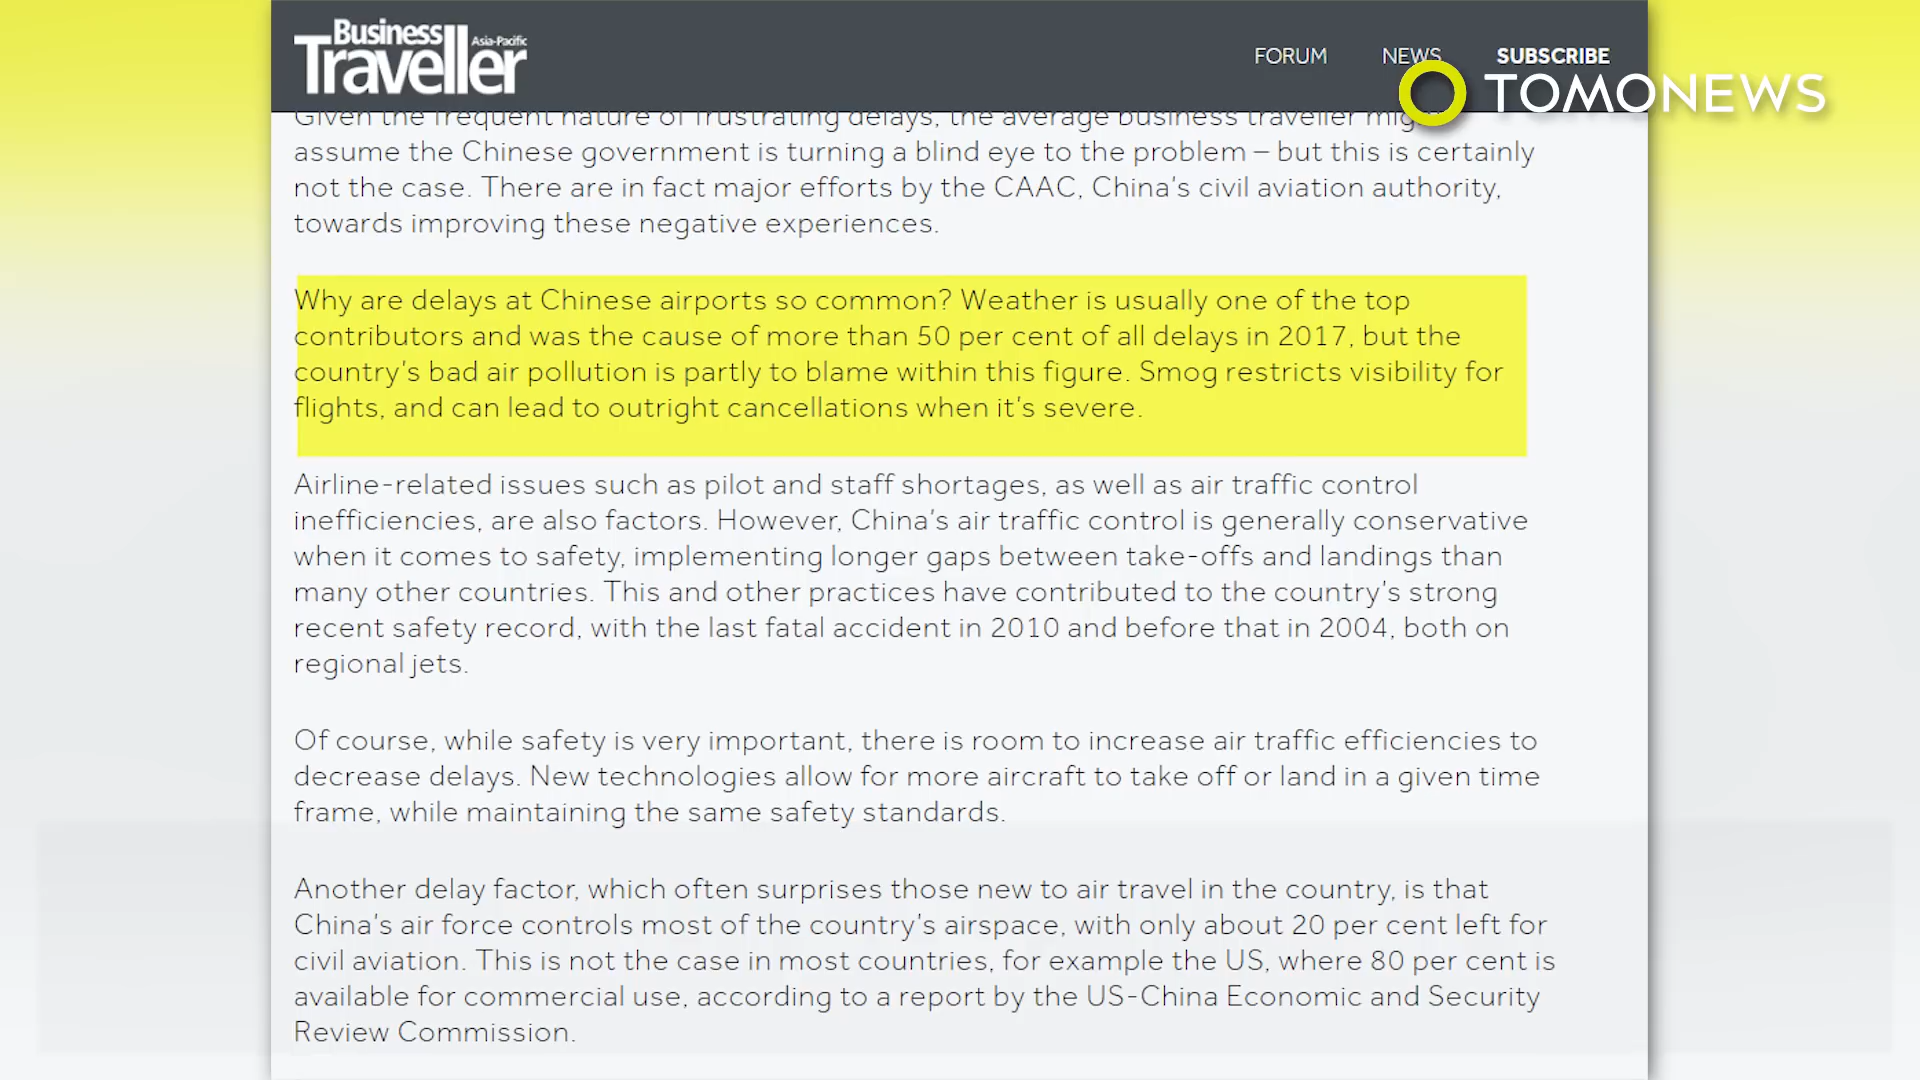 Business
Traveller
Asia-Pacific
FORUM
NEWS
SUBSCRIBE
TOMONEWS
Given the frequent nature of frustrating delays, the average business traveller
assume the Chinese government is turning a blind eye to the problem – but this is certainly
not the case. There are in fact major efforts by the CAAC, China's civil aviation authority,
towards improving these negative experiences.
Why are delays at Chinese airports so common? Weather is usually one of the top
contributors and was the cause of more than 50 per cent of all delays in 2017, but the
country's bad air pollution is partly to blame within this figure. Smog restricts visibility for
flights, and can lead to outright cancellations when it's severe.
Airline-related issues such as pilot and staff shortages, as well as air traffic control
inefficiencies, are also factors. However, China's air traffic control is generally conservative
when it comes to safety, implementing longer gaps between take-offs and landings than
many other countries. This and other practices have contributed to the country's strong
recent safety record, with the last fatal accident in 2010 and before that in 2004, both on
regional jets.
Of course, while safety is very important, there is room to increase air traffic efficiencies to
decrease delays. New technologies allow for more aircraft to take off or land in a given time
frame, while maintaining the same safety standards.
Another delay factor, which often surprises those new to air travel in the country, is that
China's air force controls most of the country's airspace, with only about 20 per cent left for
civil aviation. This is not the case in most countries, for example the US, where 80 per cent is
available for commercial use, according to a report by the US-China Economic and Security
Review Commission.